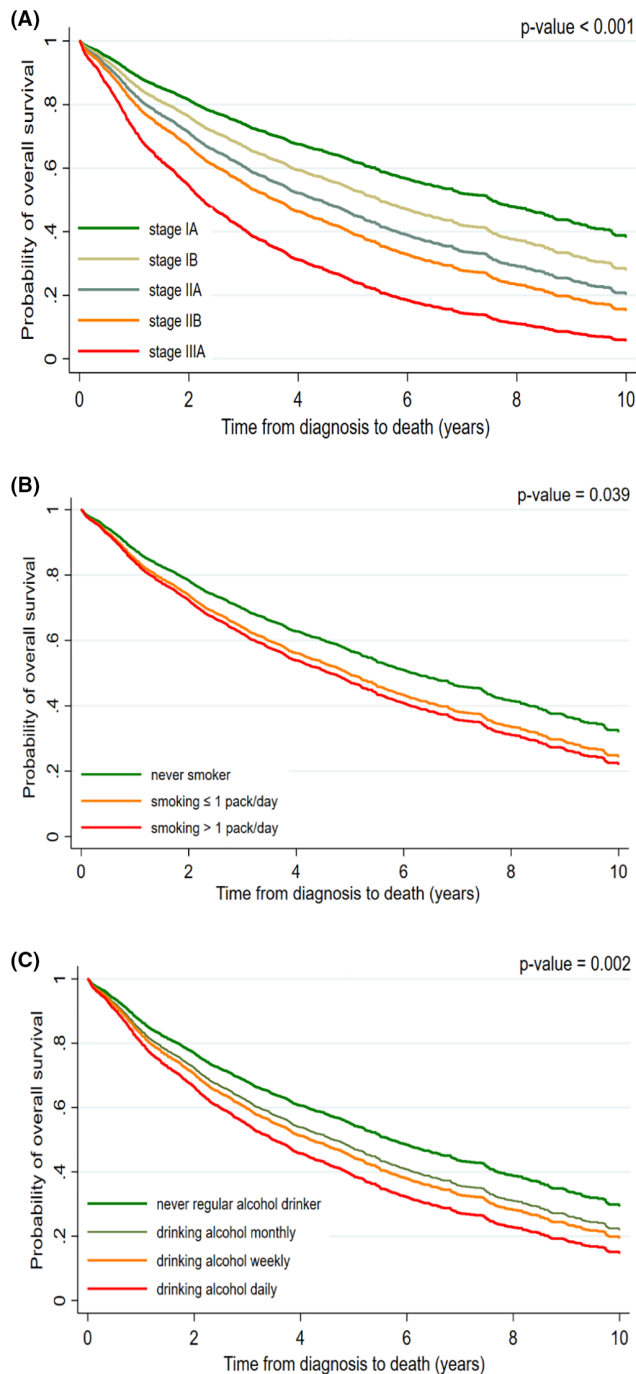 (A)
p-value < 0.001
Probability of overall survival
1
.8
.6
.4
.2
0
stage IA
stage IB
stage IIA
stage IIB
stage IIIA
0 2 4 6 8 10
Time from diagnosis to death (years)
(B)
p-value = 0.039
Probability of overall survival
1
.8
.6
.4
.2
0
never smoker
smoking ≤ 1 pack/day
smoking > 1 pack/day
0 2 4 6 8 10
Time from diagnosis to death (years)
(C)
p-value = 0.002
Probability of overall survival
1
.8
.6
.4
.2
0
never regular alcohol drinker
drinking alcohol monthly
drinking alcohol weekly
drinking alcohol daily
0 2 4 6 8 10
Time from diagnosis to death (years)